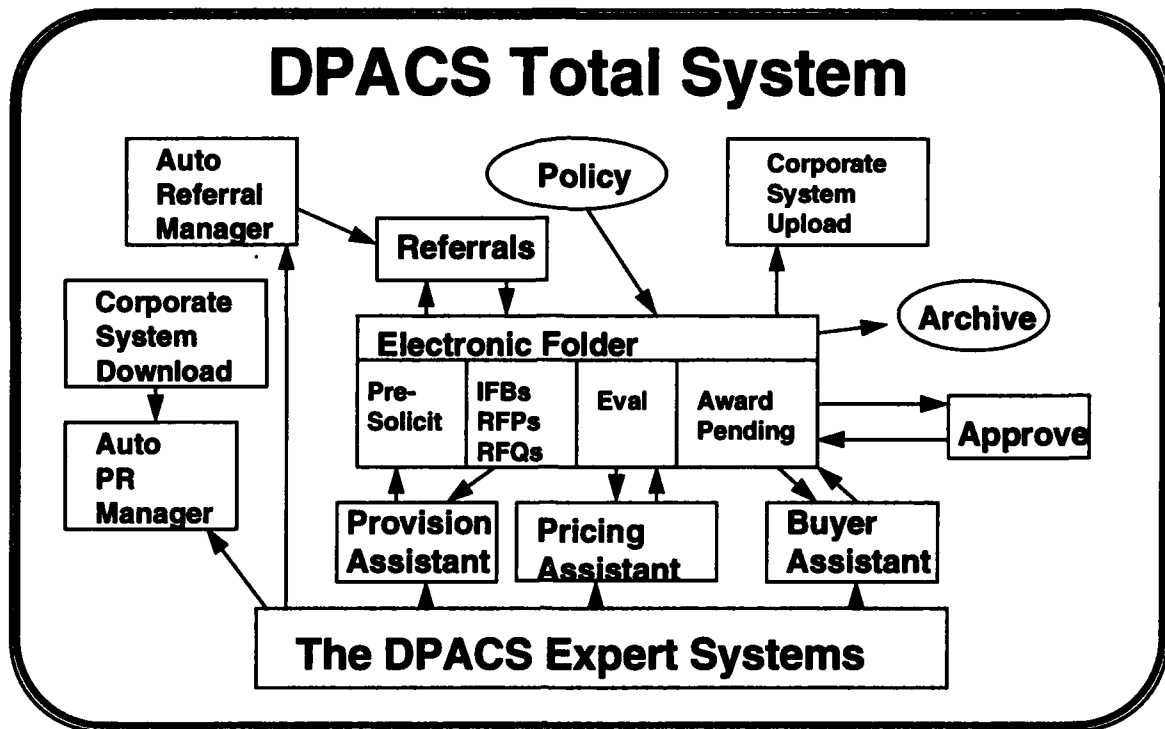 DPACS Total System
Auto
Referral
Manager
Policy
Corporate
System
Upload
Referrals
Corporate
System
Download
Archive
Electronic Folder
Pre-
Solicit
IFBs
RFPs
RFQs
Eval
Award
Pending
Approve
Auto
PR
Manager
Provision
Assistant
Pricing
Assistant
Buyer
Assistant
The DPACS Expert Systems